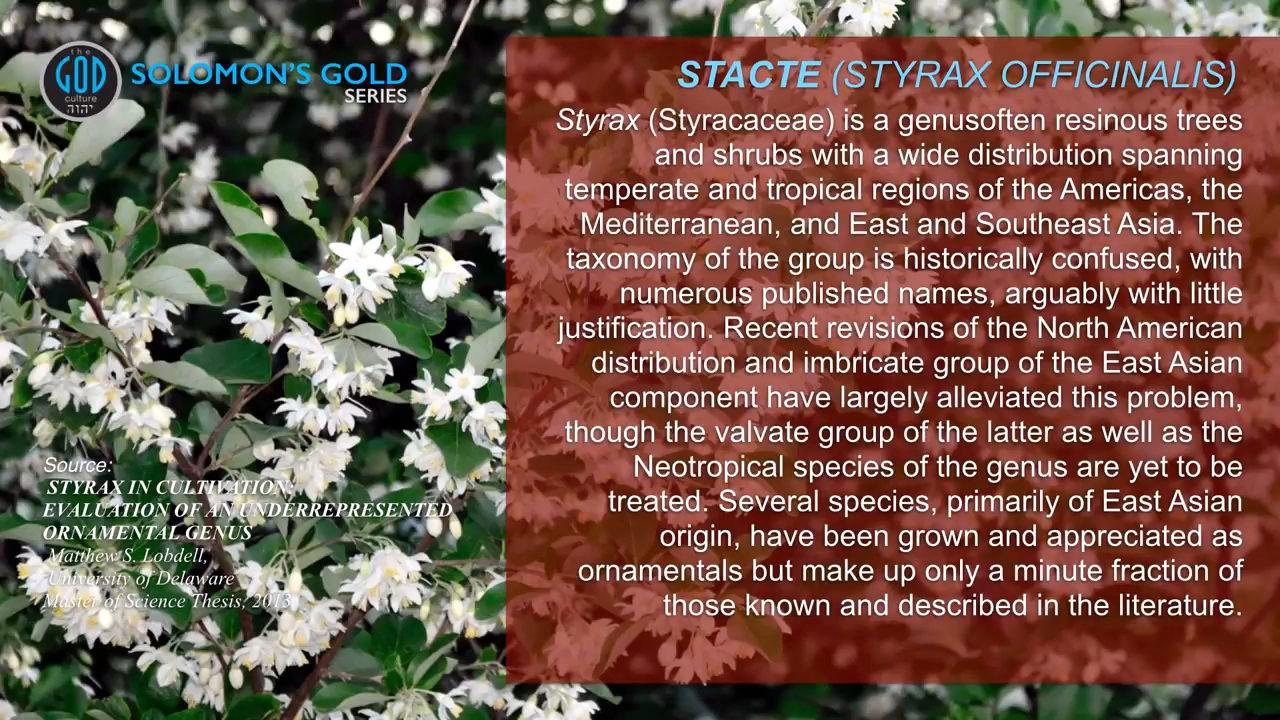 the
GOD
culture
יהוה
SOLOMON'S GOLD
SERIES
STACTE (STYRAX OFFICINALIS)
Styrax (Styracaceae) is a genusoften resinous trees
and shrubs with a wide distribution spanning
temperate and tropical regions of the Americas, the
Mediterranean, and East and Southeast Asia. The
taxonomy of the group is historically confused, with
numerous published names, arguably with little
justification. Recent revisions of the North American
distribution and imbricate group of the East Asian
component have largely alleviated this problem,
though the valvate group of the latter as well as the
Neotropical species of the genus are yet to be
treated. Several species, primarily of East Asian
origin, have been grown and appreciated as
ornamentals but make up only a minute fraction of
those known and described in the literature.
Source:
STYRAX IN CULTIVATION:
EVALUATION OF AN UNDERREPRESENTED
ORNAMENTAL GENUS
Matthew S. Lobdell,
University of Delaware
Master of Science Thesis, 2013